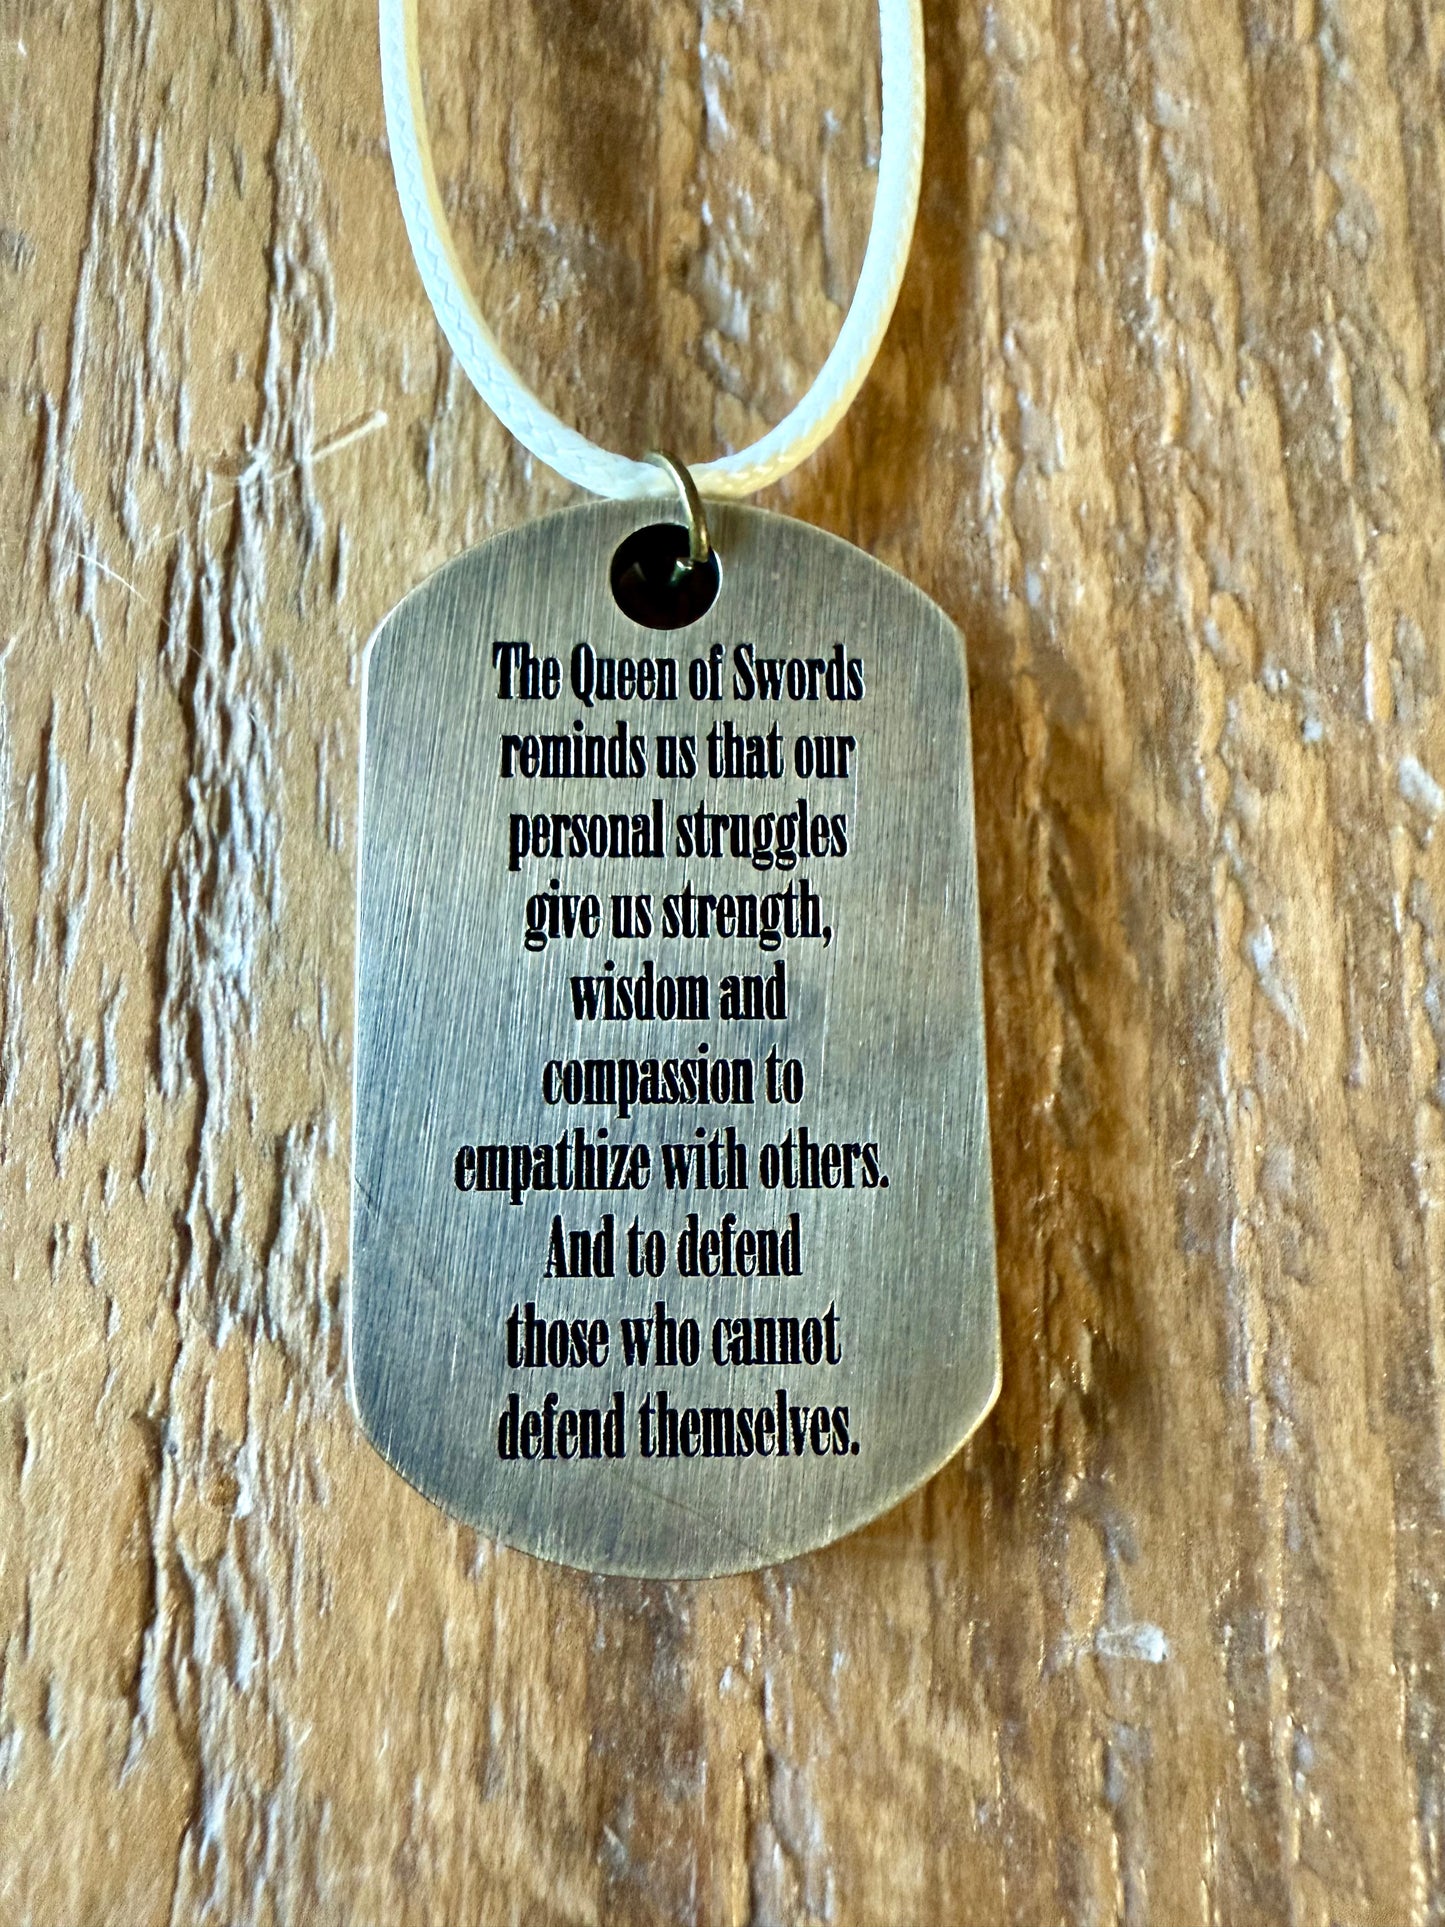 The Queen of Swords
reminds us that our
personal struggles
give us strength,
wisdom and
compassion to
empathize with others.
And to defend
those who cannot
defend themselves.